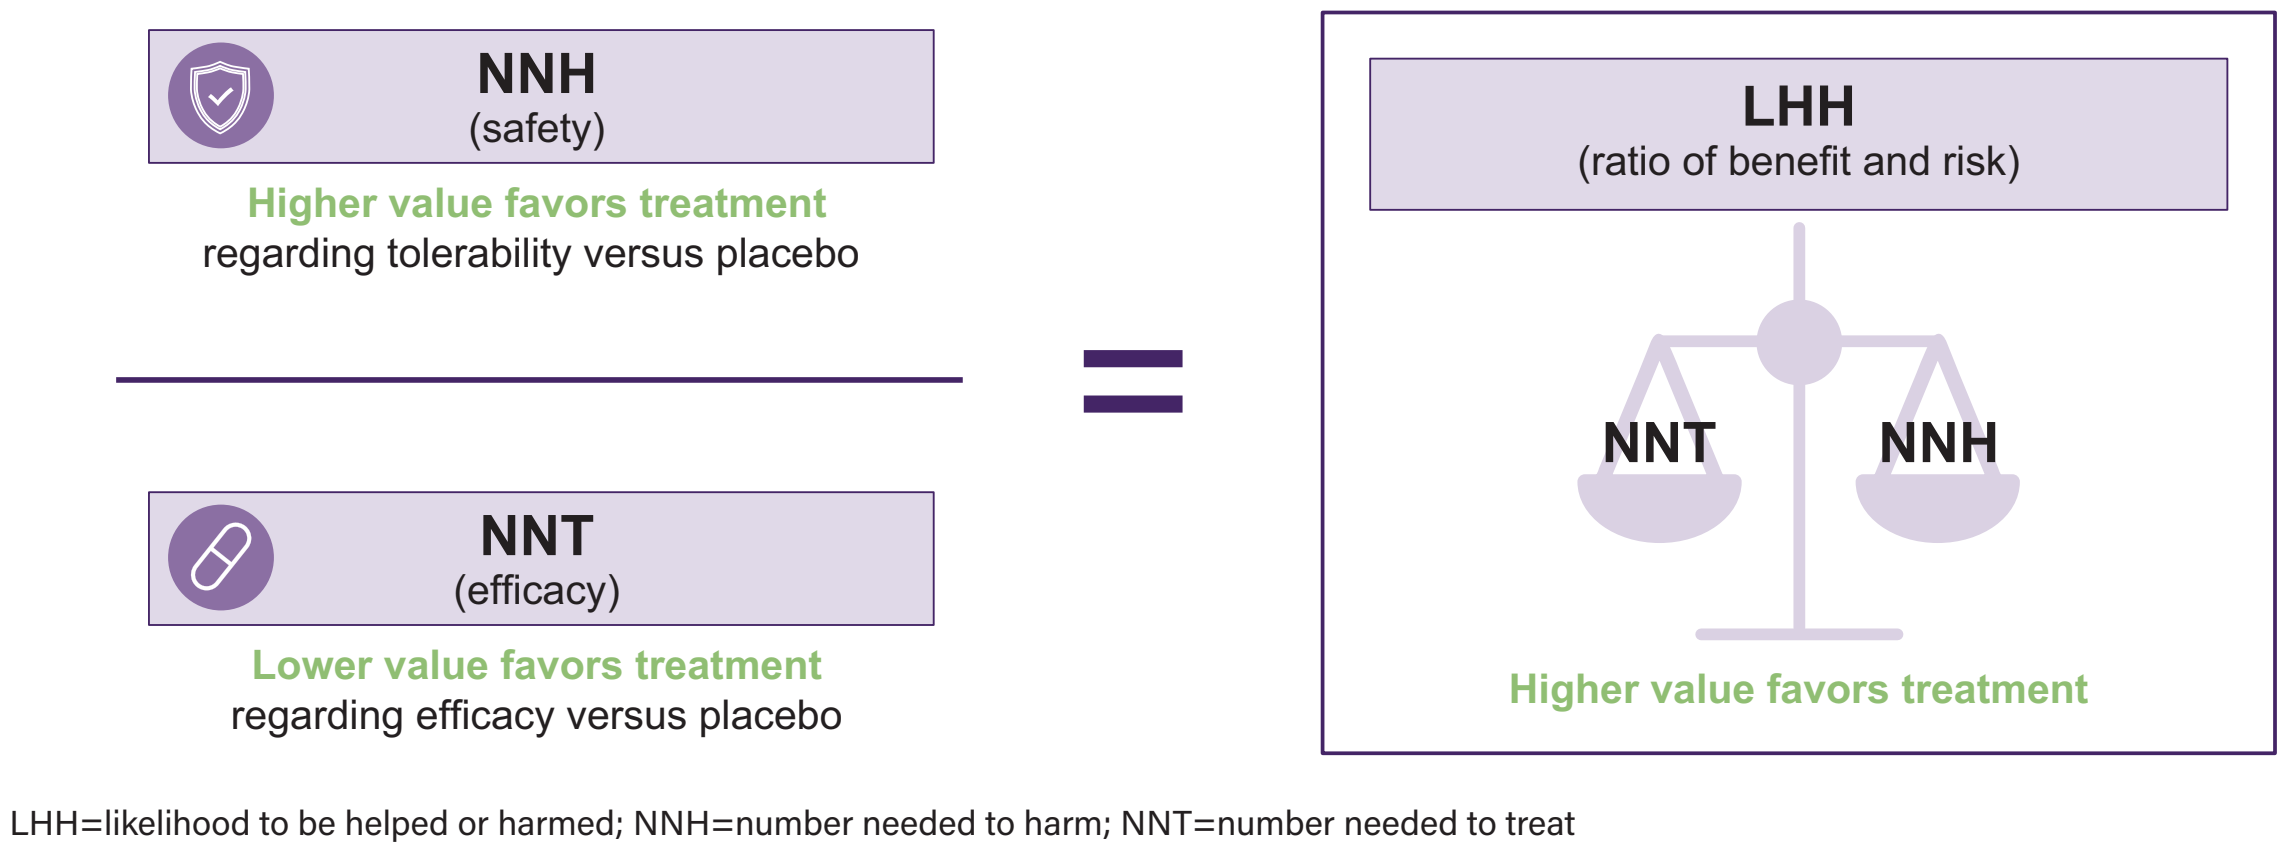 NNH
(safety)
Higher value favors treatment
regarding tolerability versus placebo
NNT
(efficacy)
Lower value favors treatment
regarding efficacy versus placebo
=
LHH
(ratio of benefit and risk)
NNT
NNH
Higher value favors treatment
LHH=likelihood to be helped or harmed; NNH=number needed to harm; NNT=number needed to treat